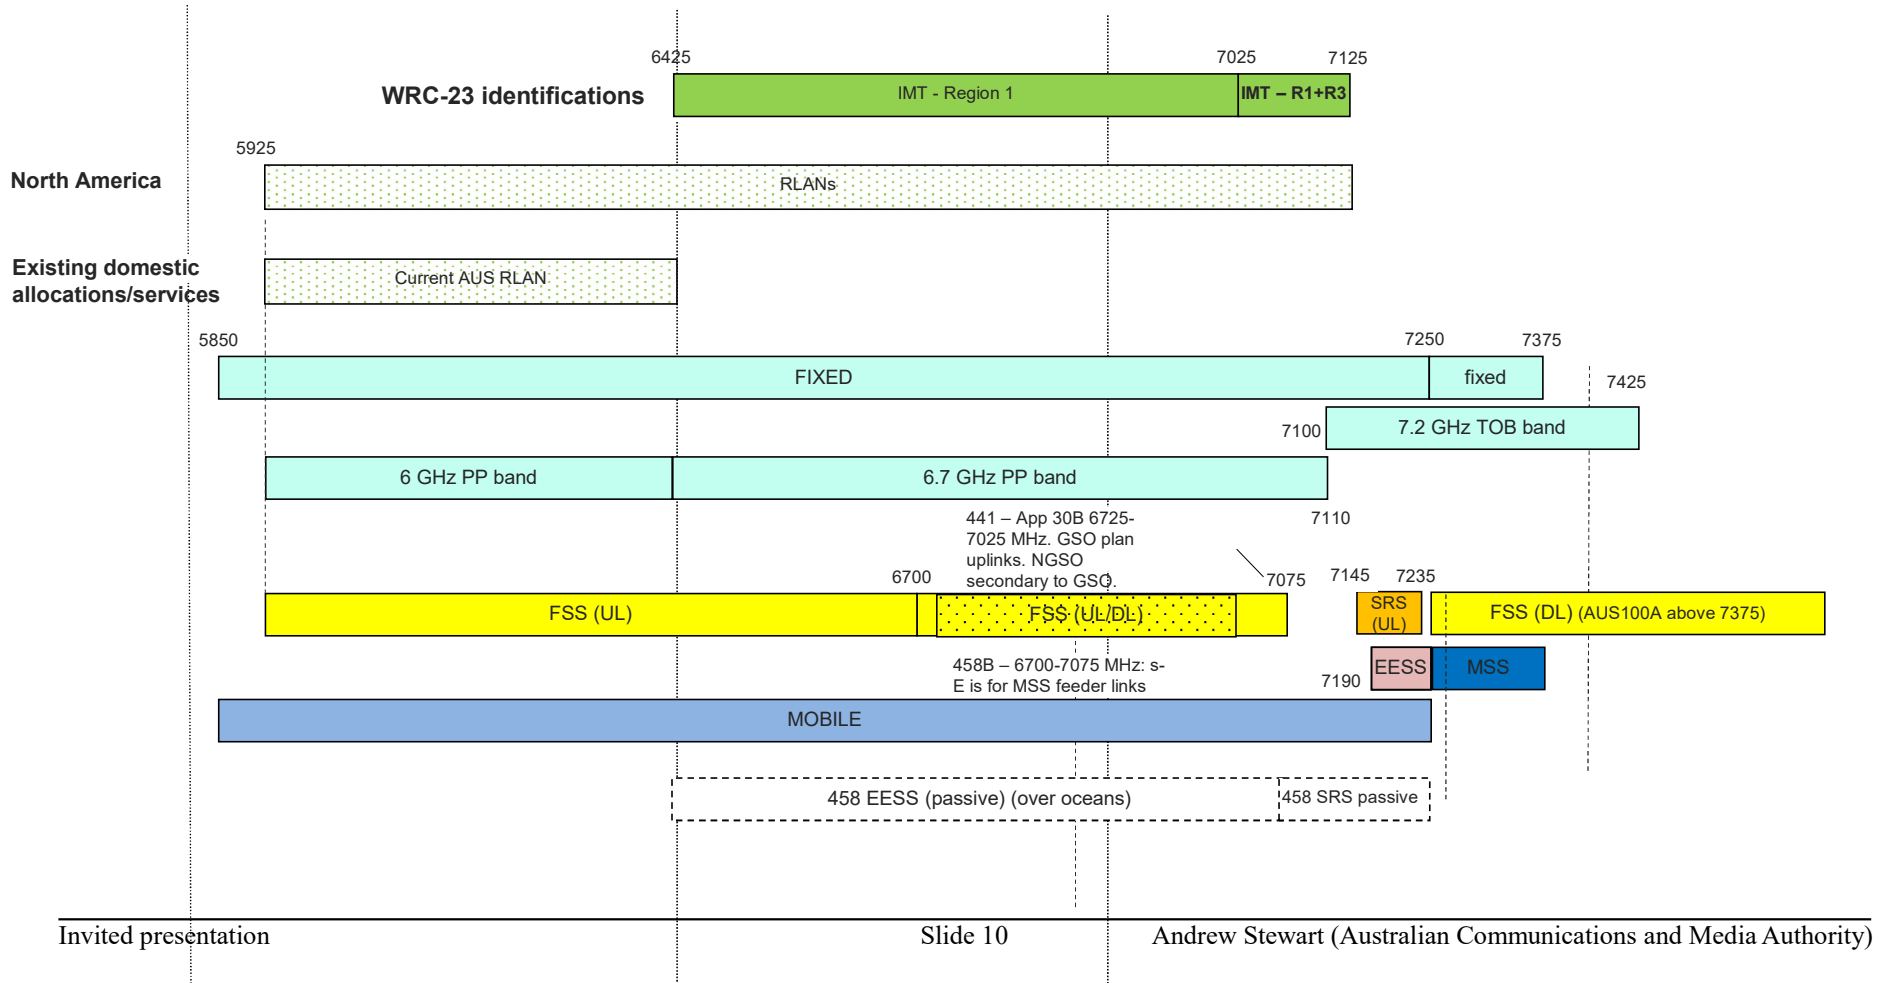 6425
7025
7125
WRC-23 identifications
IMT - Region 1
IMT – R1+R3
5925
North America
RLANs
Existing domestic
allocations/services
Current AUS RLAN
5850
7250
7375
FIXED
fixed
7425
7100
7.2 GHz TOB band
6 GHz PP band
6.7 GHz PP band
441 – App 30B 6725-
7025 MHz. GSO plan
uplinks. NGSO
secondary to GSO.
7110
6700
7075
7145
7235
FSS (UL)
FSS (UL/DL)
SRS
(UL)
FSS (DL) (AUS100A above 7375)
458B – 6700-7075 MHz: s-
E is for MSS feeder links
7190
EESS
MSS
MOBILE
458 EESS (passive) (over oceans)
458 SRS passive
Invited presentation
Slide 10
Andrew Stewart (Australian Communications and Media Authority)